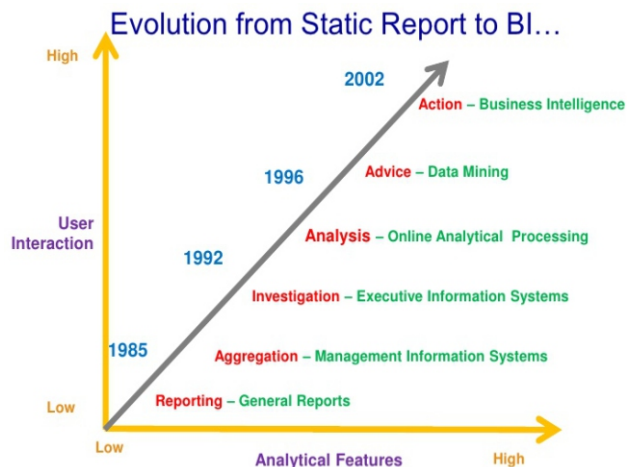 Evolution from Static Report to BI...
High
2002
Action – Business Intelligence
1996
Advice – Data Mining
User
Interaction
Analysis – Online Analytical Processing
1992
Investigation – Executive Information Systems
1985
Aggregation – Management Information Systems
Low
Reporting – General Reports
Low
Analytical Features
High